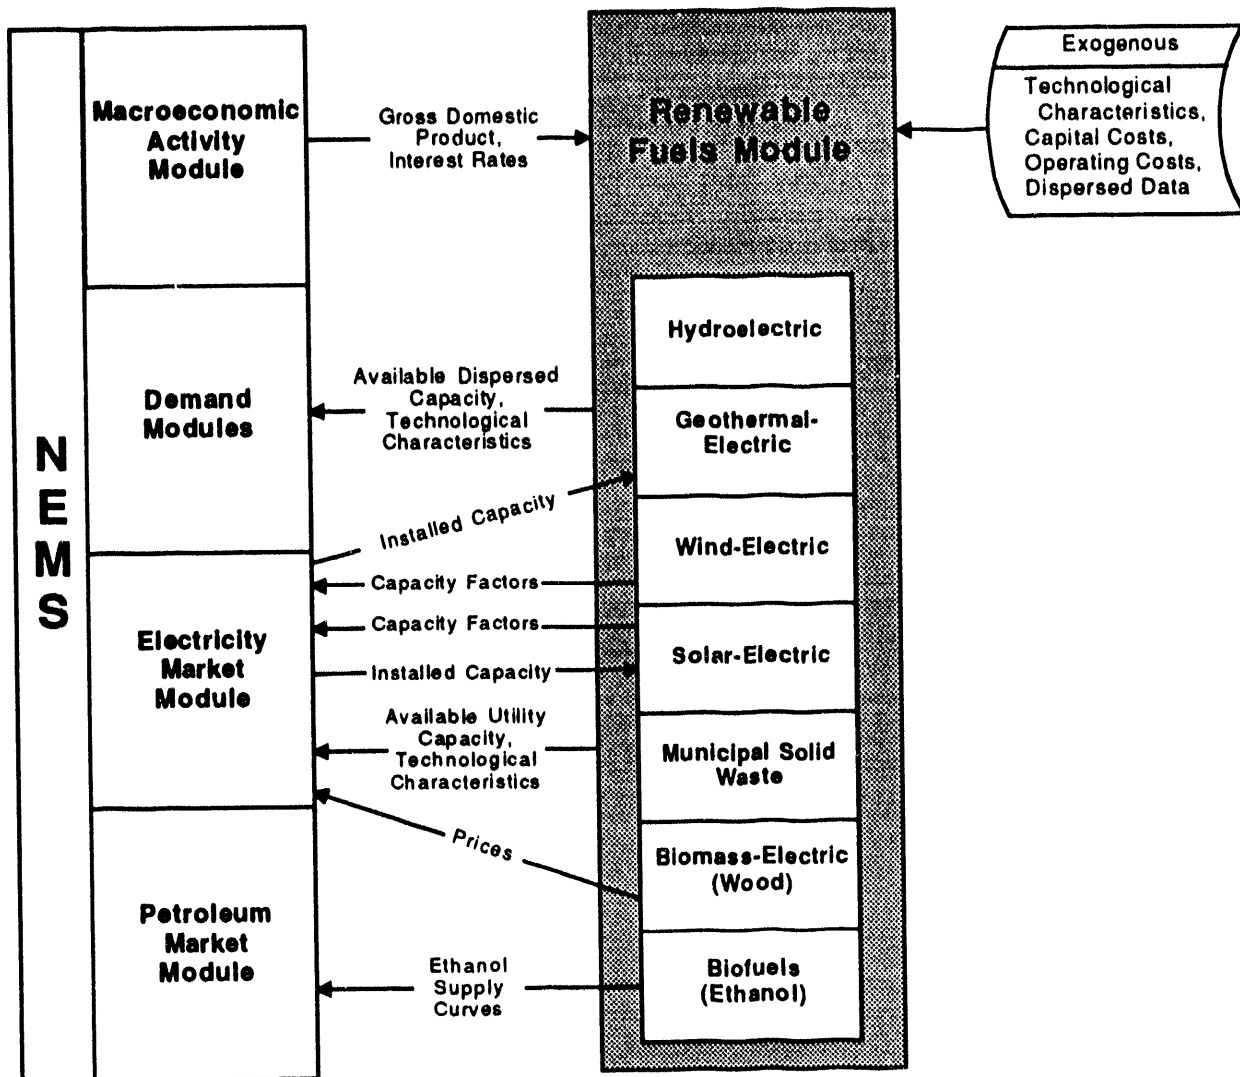 NEMS
Macroeconomic
Activity
Module
Demand
Modules
Electricity
Market
Module
Petroleum
Market
Module
Gross Domestic
Product,
Interest Rates
Available Dispersed
Capacity,
Technological
Characteristics
Installed Capacity
Capacity Factors
Capacity Factors
Installed Capacity
Available Utility
Capacity,
Technological
Characteristics
Prices
Ethanol
Supply
Curves
Renewable
Fuels Module
Hydroelectric
Geothermal-
Electric
Wind-Electric
Solar-Electric
Municipal Solid
Waste
Biomass-Electric
(Wood)
Biofuels
(Ethanol)
Exogenous
Technological
Characteristics,
Capital Costs,
Operating Costs,
Dispersed Data